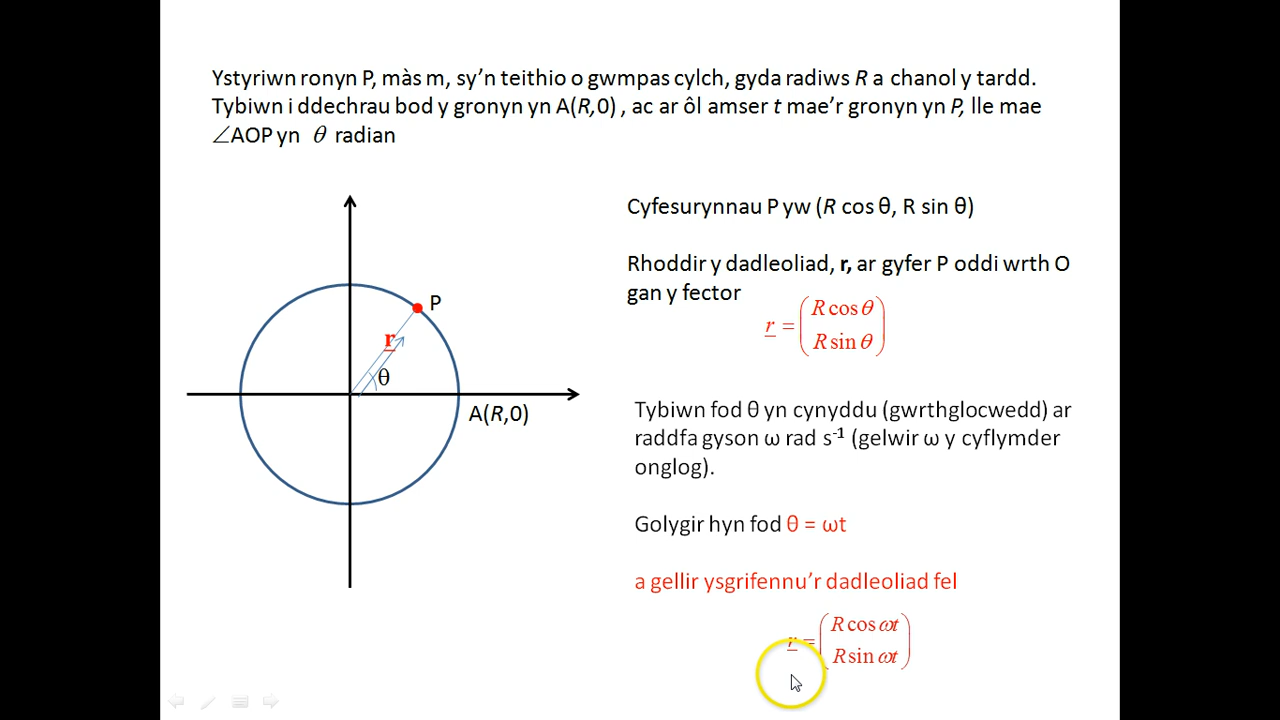 Ystyriwn ronyn P, màs m, sy’n teithio o gwmpas cylch, gyda radiws R a chanol y tardd.
Tybiwn i ddechrau bod y gronyn yn A(R,0) , ac ar ôl amser t mae’r gronyn yn P, lle mae
∠AOP yn θ radian
Cyfesurynnau P yw (R cos θ, R sin θ)
Rhoddir y dadleoliad, r, ar gyfer P oddi wrth O
gan y fector
r = (R cos θ
R sin θ)
P
r
θ
A(R,0)
Tybiwn fod θ yn cynyddu (gwrthglocwedd) ar
raddfa gyson ω rad s⁻¹ (gelwir ω y cyflymder
onglog).
Golygir hyn fod θ = ωt
a gellir ysgrifennu’r dadleoliad fel
r = (R cos ωt
R sin ωt)